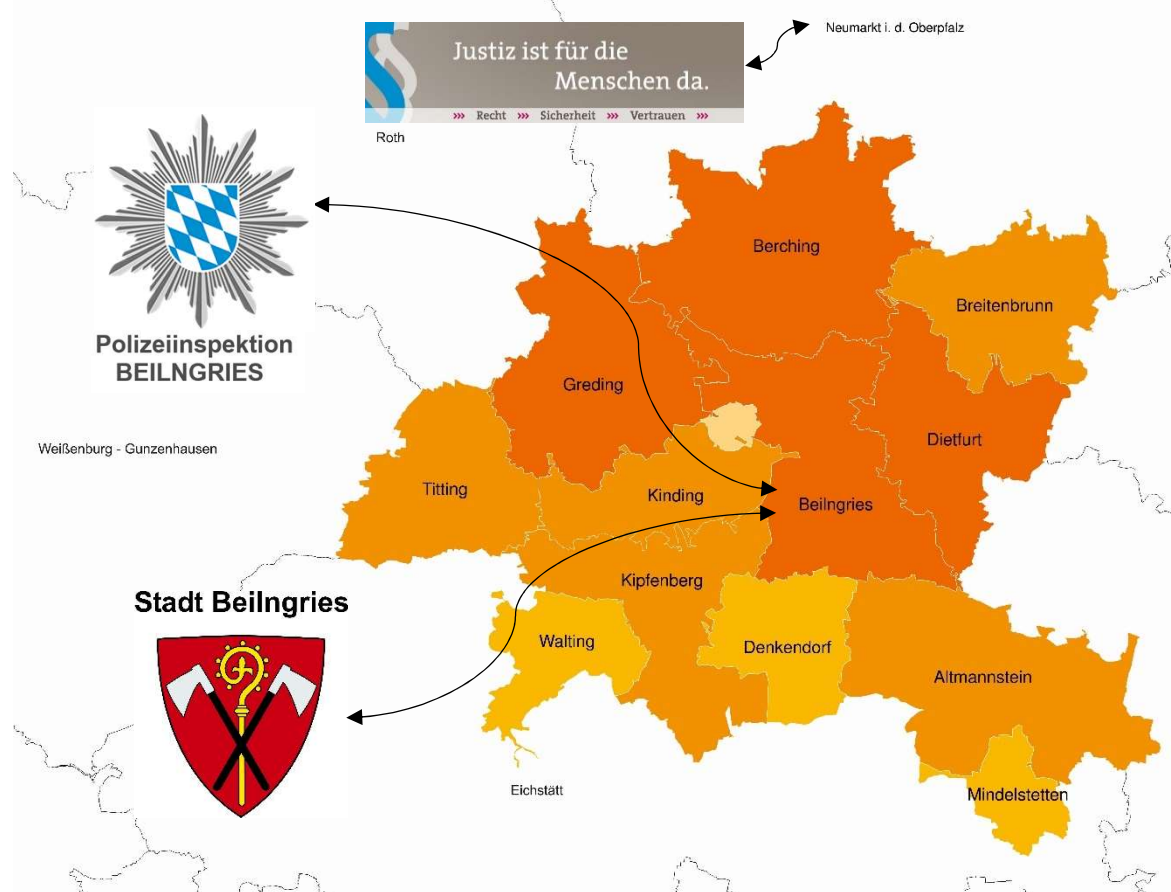 Neumarkt i. d. Oberpfalz
Justiz ist für die
Menschen da.
››› Recht ››› Sicherheit ››› Vertrauen ›››
Roth
Berching
Breitenbrunn
Polizeiinspektion
BEILNGRIES
Greding
Dietfurt
Weißenburg - Gunzenhausen
Titting
Kinding
Beilngries
Kipfenberg
Stadt Beilngries
Walting
Denkendorf
Altmannstein
Eichstätt
Mindelstetten